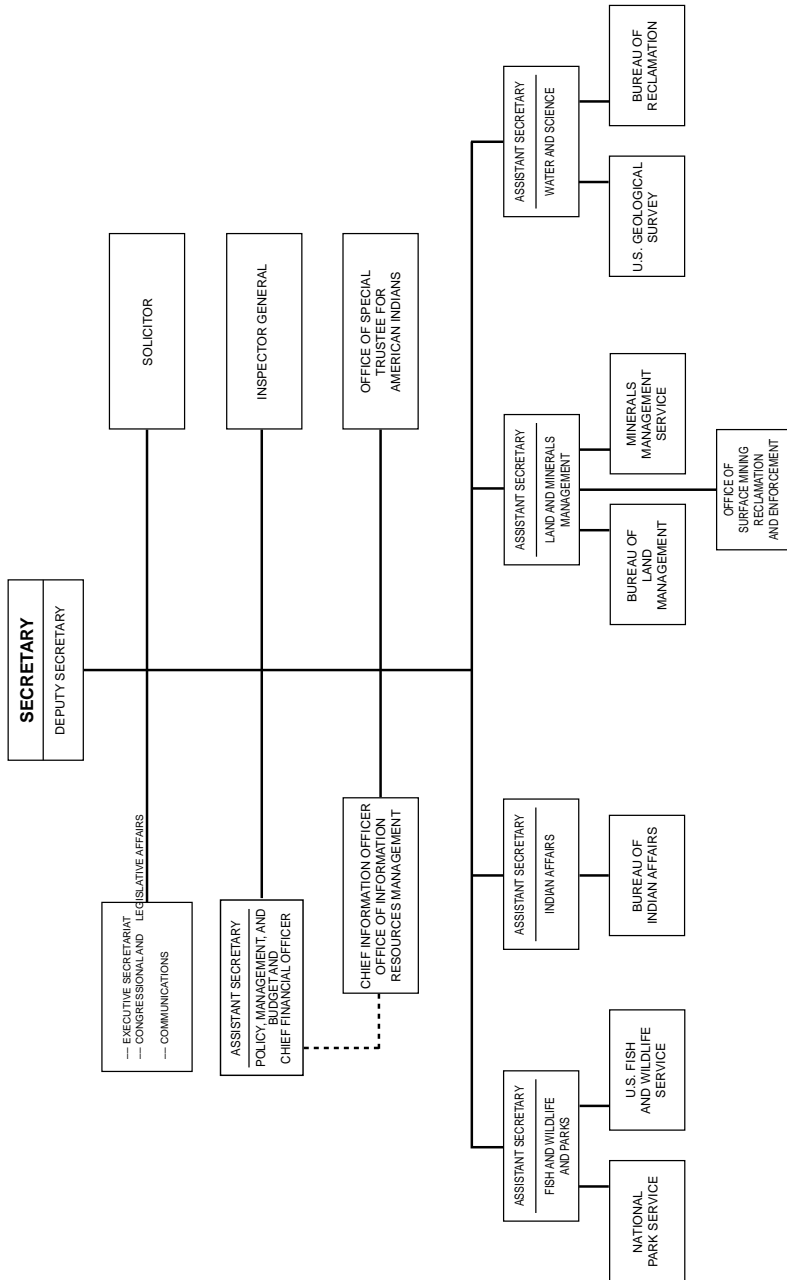 SECRETARY
DEPUTY SECRETARY
— EXECUTIVE SECRETARIAT
— CONGRESSIONAL AND LEGISLATIVE AFFAIRS
— COMMUNICATIONS
SOLICITOR
ASSISTANT SECRETARY
POLICY, MANAGEMENT, AND
BUDGET AND
CHIEF FINANCIAL OFFICER
INSPECTOR GENERAL
CHIEF INFORMATION OFFICER
OFFICE OF INFORMATION
RESOURCES MANAGEMENT
OFFICE OF SPECIAL
TRUSTEE FOR
AMERICAN INDIANS
ASSISTANT SECRETARY
FISH AND WILDLIFE
AND PARKS
ASSISTANT SECRETARY
INDIAN AFFAIRS
ASSISTANT SECRETARY
LAND AND MINERALS
MANAGEMENT
ASSISTANT SECRETARY
WATER AND SCIENCE
NATIONAL
PARK SERVICE
U.S. FISH
AND WILDLIFE
SERVICE
BUREAU OF
INDIAN AFFAIRS
BUREAU OF
LAND
MANAGEMENT
MINERALS
MANAGEMENT
SERVICE
U.S. GEOLOGICAL
SURVEY
BUREAU OF
RECLAMATION
OFFICE OF
SURFACE MINING
RECLAMATION
AND ENFORCEMENT